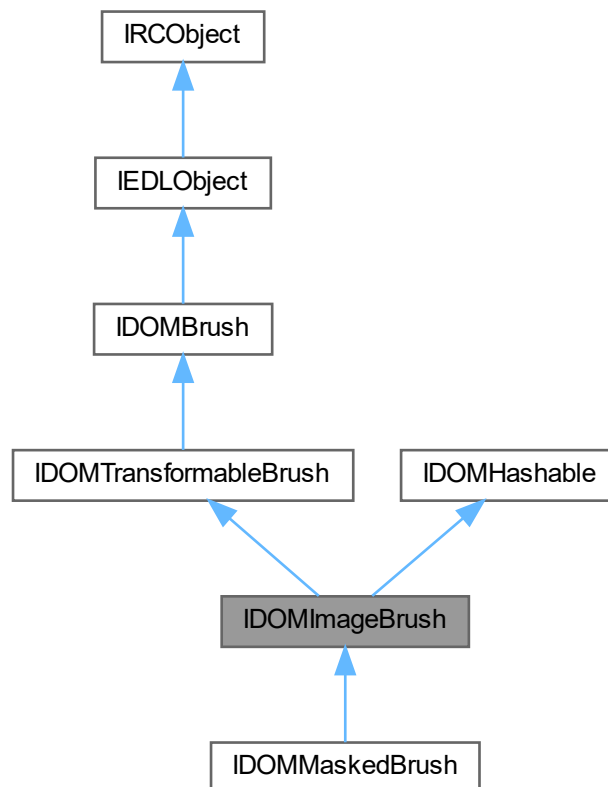 IRCObject
IEDLObject
IDOMBrush
IDOMTransformableBrush
IDOMHashable
IDOMImageBrush
IDOMMaskedBrush